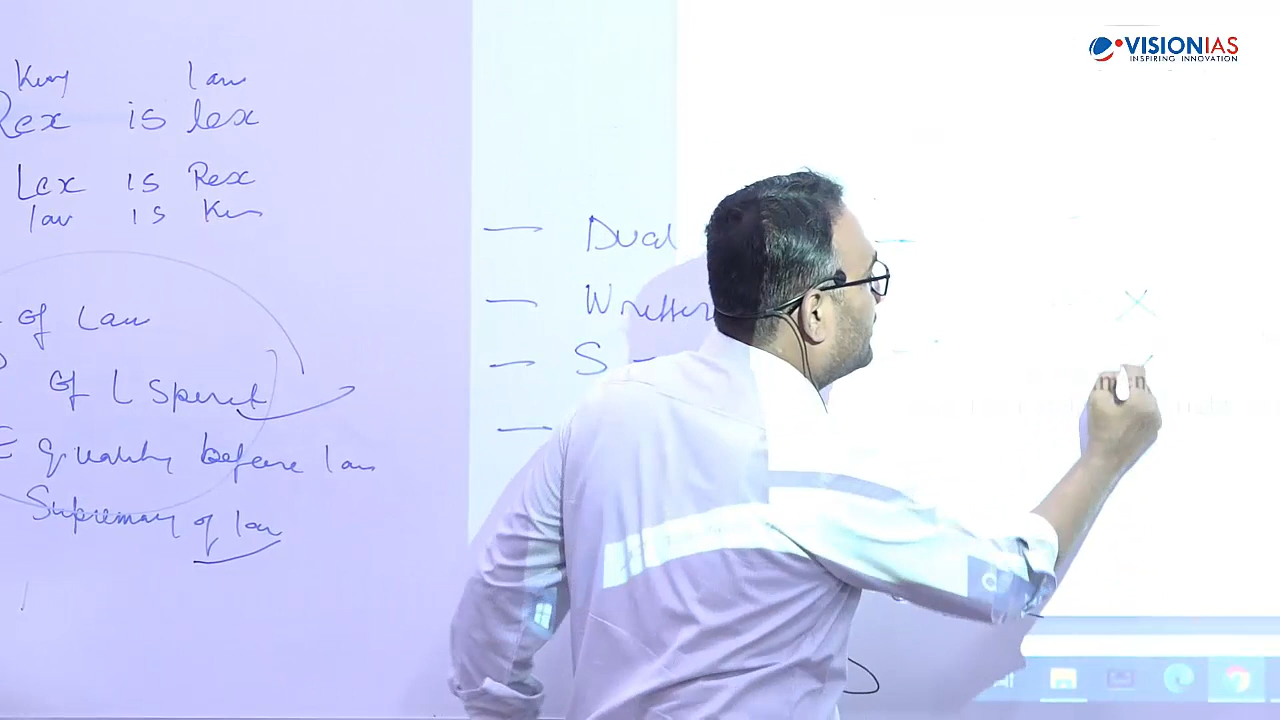 King law
Rex is lex
Lex is Rex
law is
of Law
of L Spirit
Equality before law
Supremacy of law
— Dual
— Written
— S
VISIONIAS
INSPIRING INNOVATION